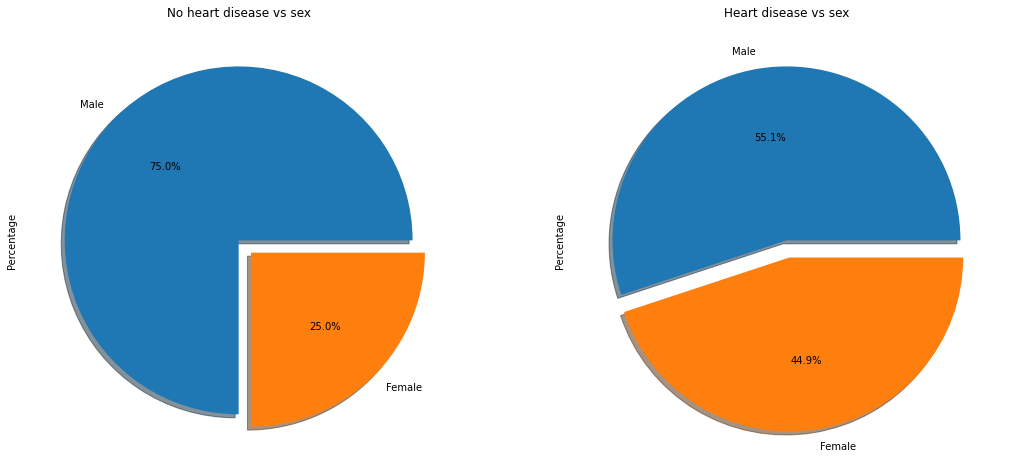 No heart disease vs sex
Male
75.0%
Percentage
25.0%
Female
Heart disease vs sex
Male
55.1%
Percentage
44.9%
Female